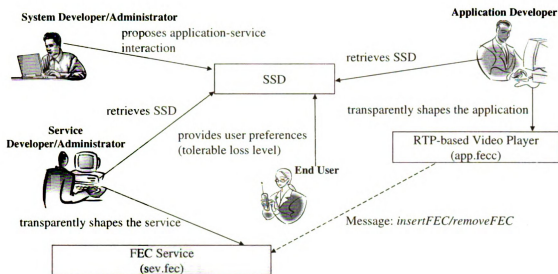 System Developer/Administrator
Application Developer
proposes application-service
interaction
SSD
retrieves SSD
retrieves SSD
transparently shapes the application
Service
Developer/Administrator
provides user preferences
(tolerable loss level)
End User
RTP-based Video Player
(app.fecc)
transparently shapes the service
Message: insertFEC/removeFEC
FEC Service
(sev.fec)